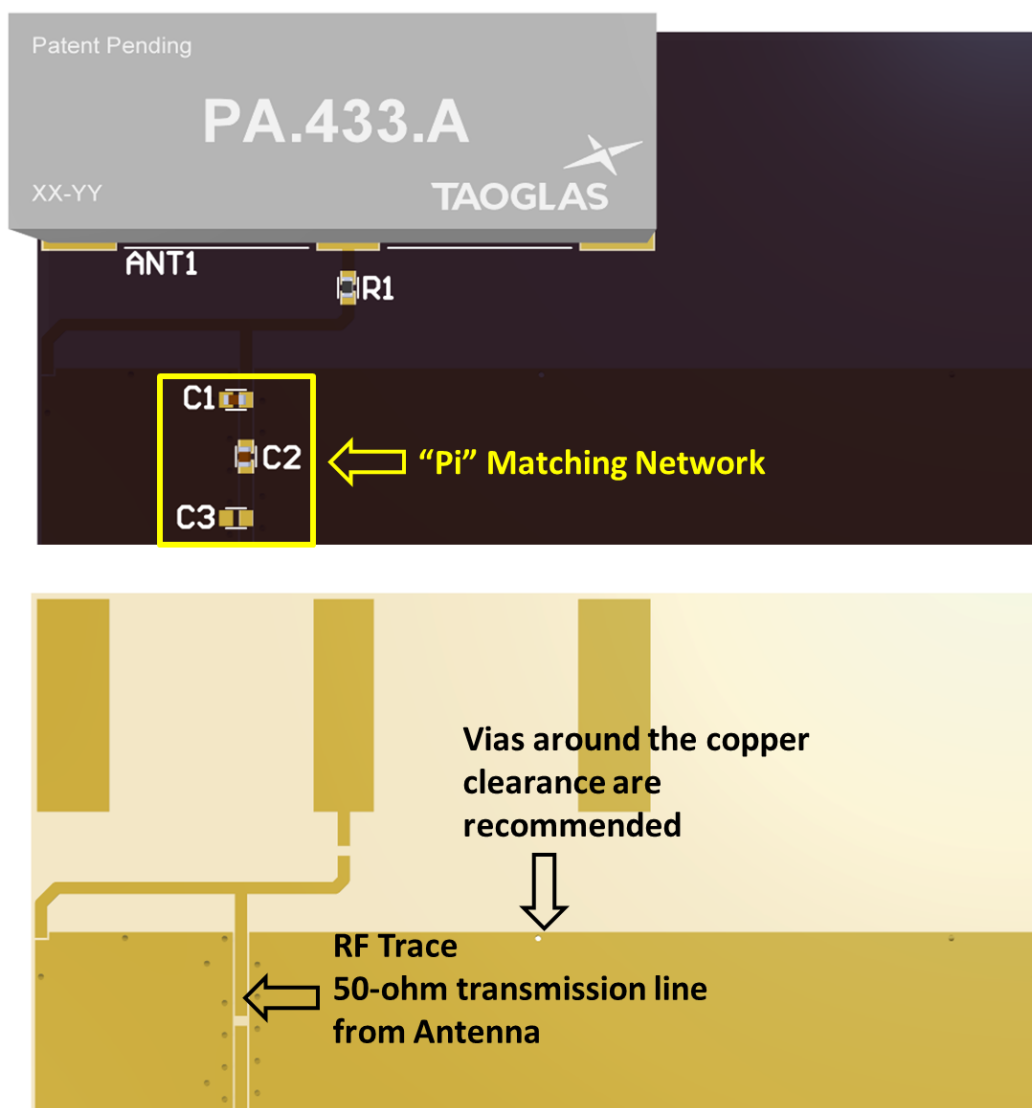 Patent Pending
PA.433.A
XX-YY
TAOGLAS
ANT1
R1
C1
C2
“Pi” Matching Network
C3
Vias around the copper
clearance are
recommended
RF Trace
50-ohm transmission line
from Antenna